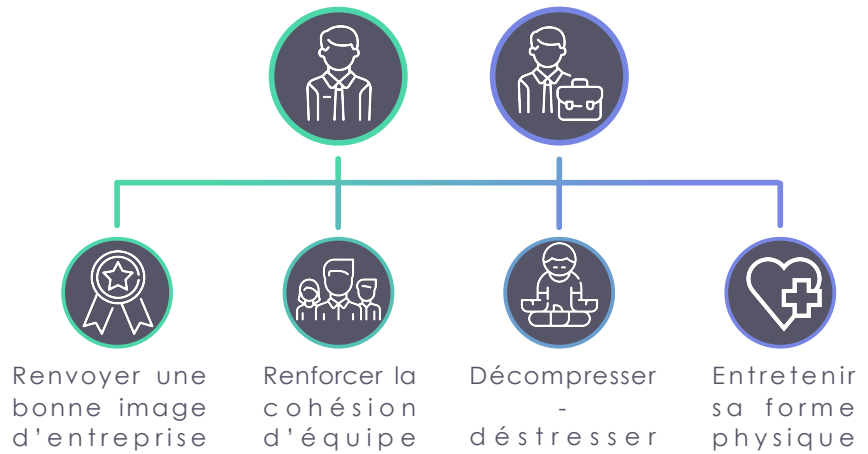 Renvoyer une
bonne image
d'entreprise
Renforcer la
cohésion
d'équipe
Décompresser
-
déstresser
Entretenir
sa forme
physique